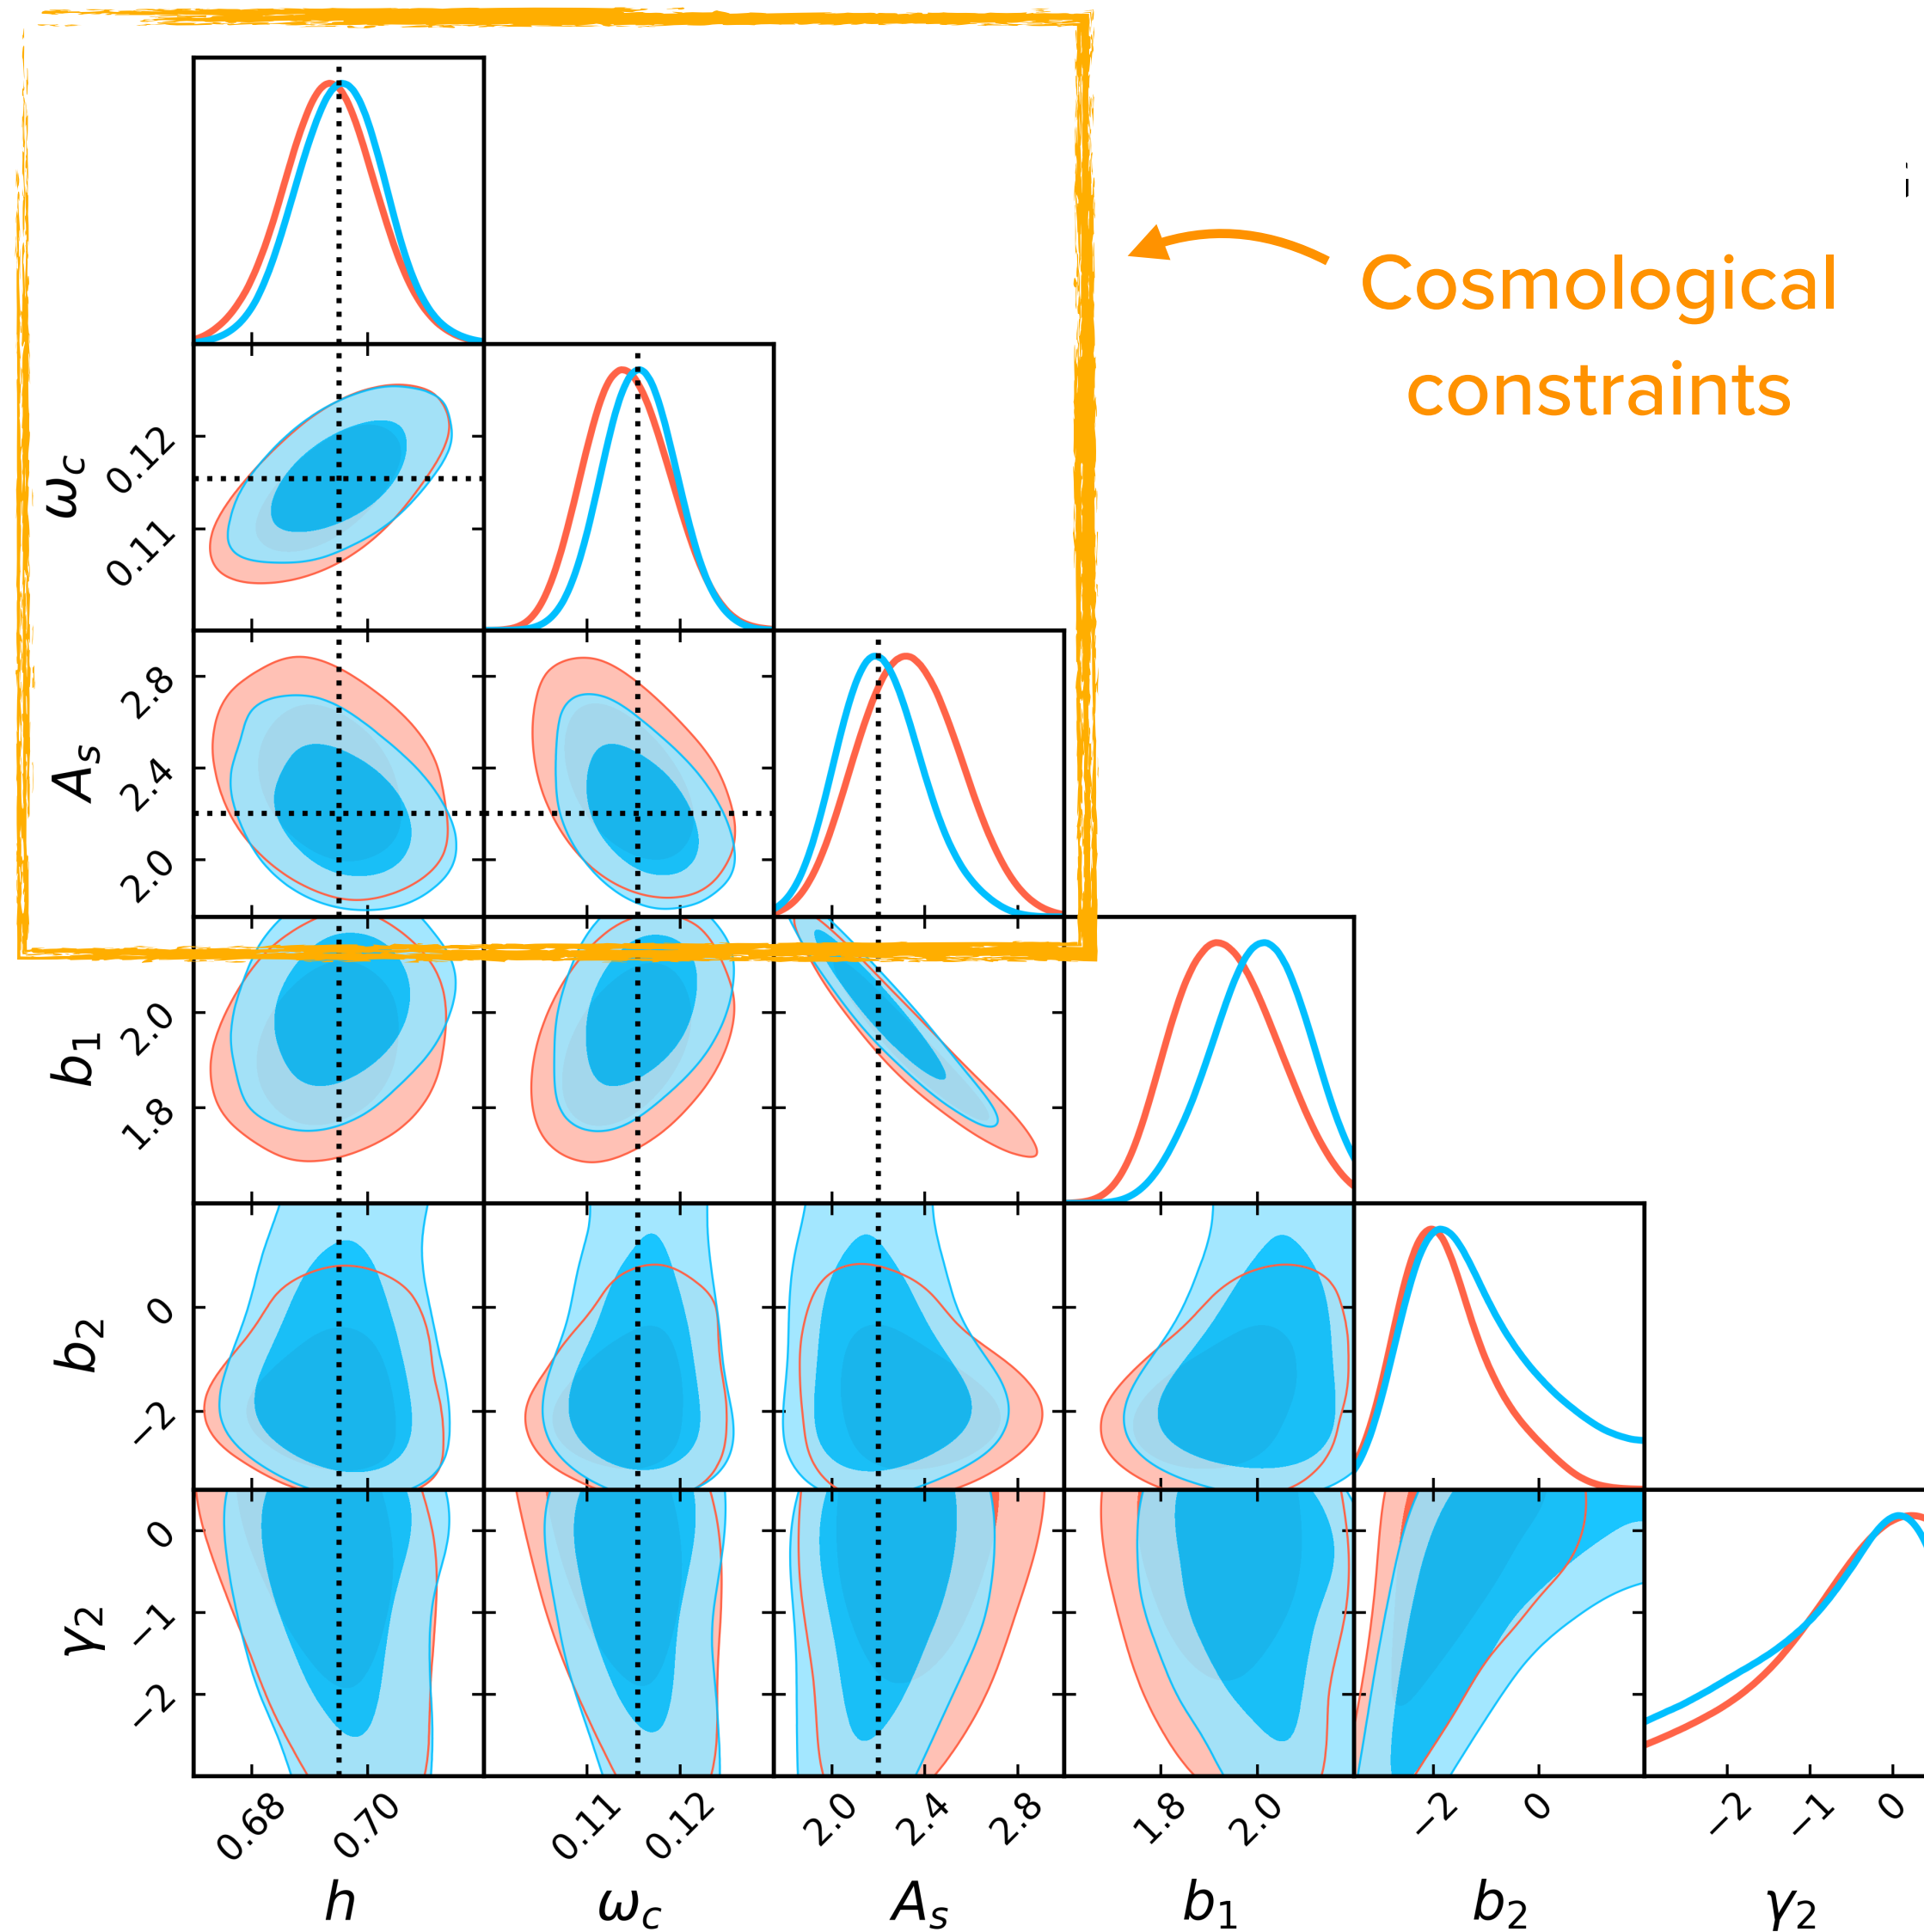 Cosmological
constraints
ω_c
0.12
0.11
A_s
2.8
2.4
2.0
b_1
2.0
1.8
b_2
0
−2
γ_2
0
−1
−2
0.68 0.70 0.11 0.12 2.0 2.4 2.8 1.8 2.0 −2 0 −2 −1 0
h ω_c A_s b_1 b_2 γ_2